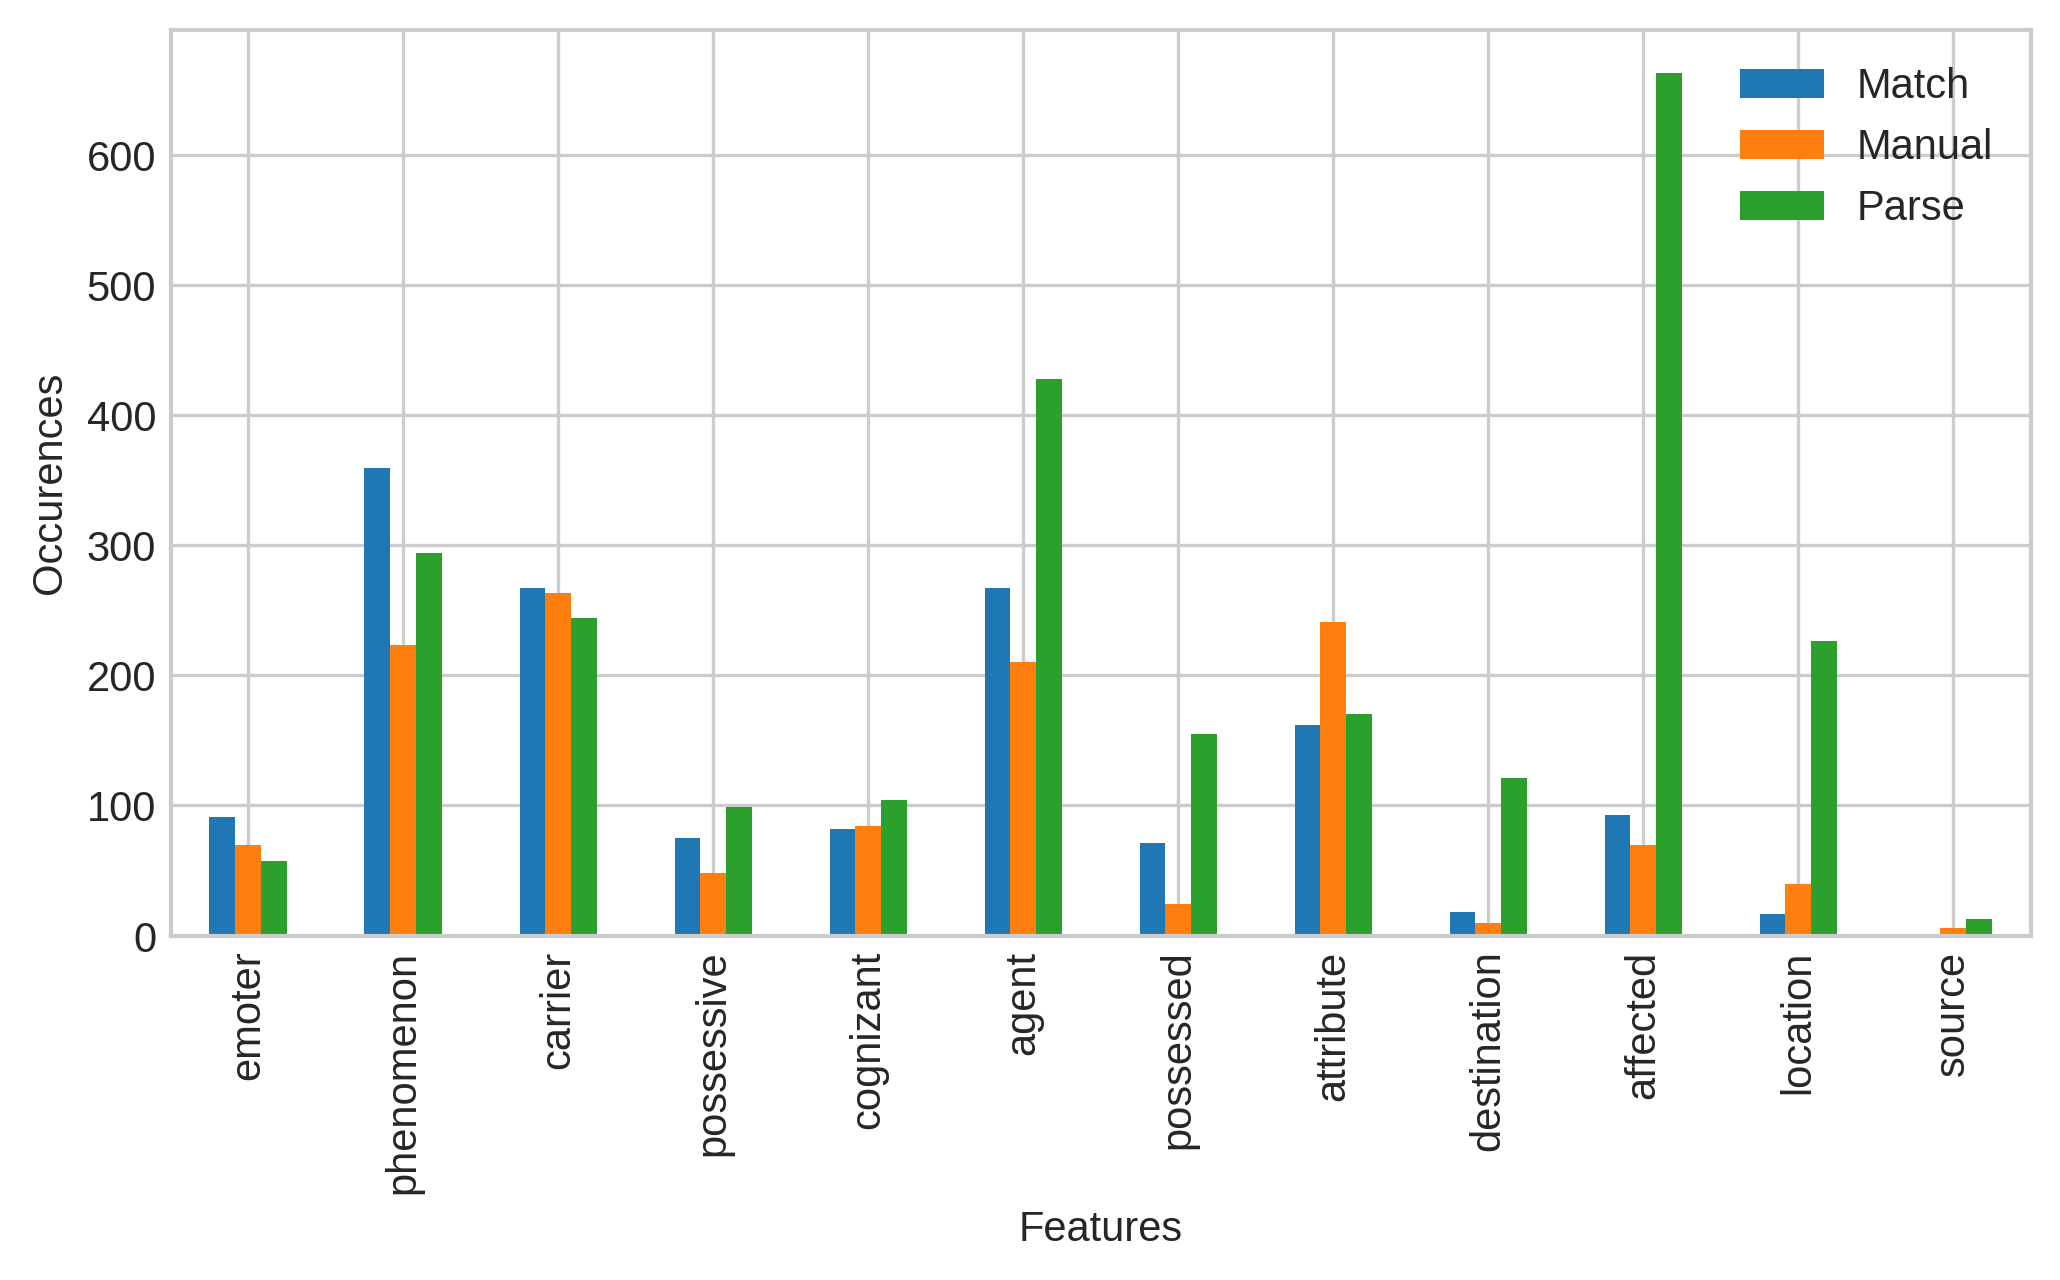 Match
Manual
Parse
600
500
400
300
200
100
0
Occurences
emoter
phenomenon
carrier
possessive
cognizant
agent
possessed
attribute
destination
affected
location
source
Features